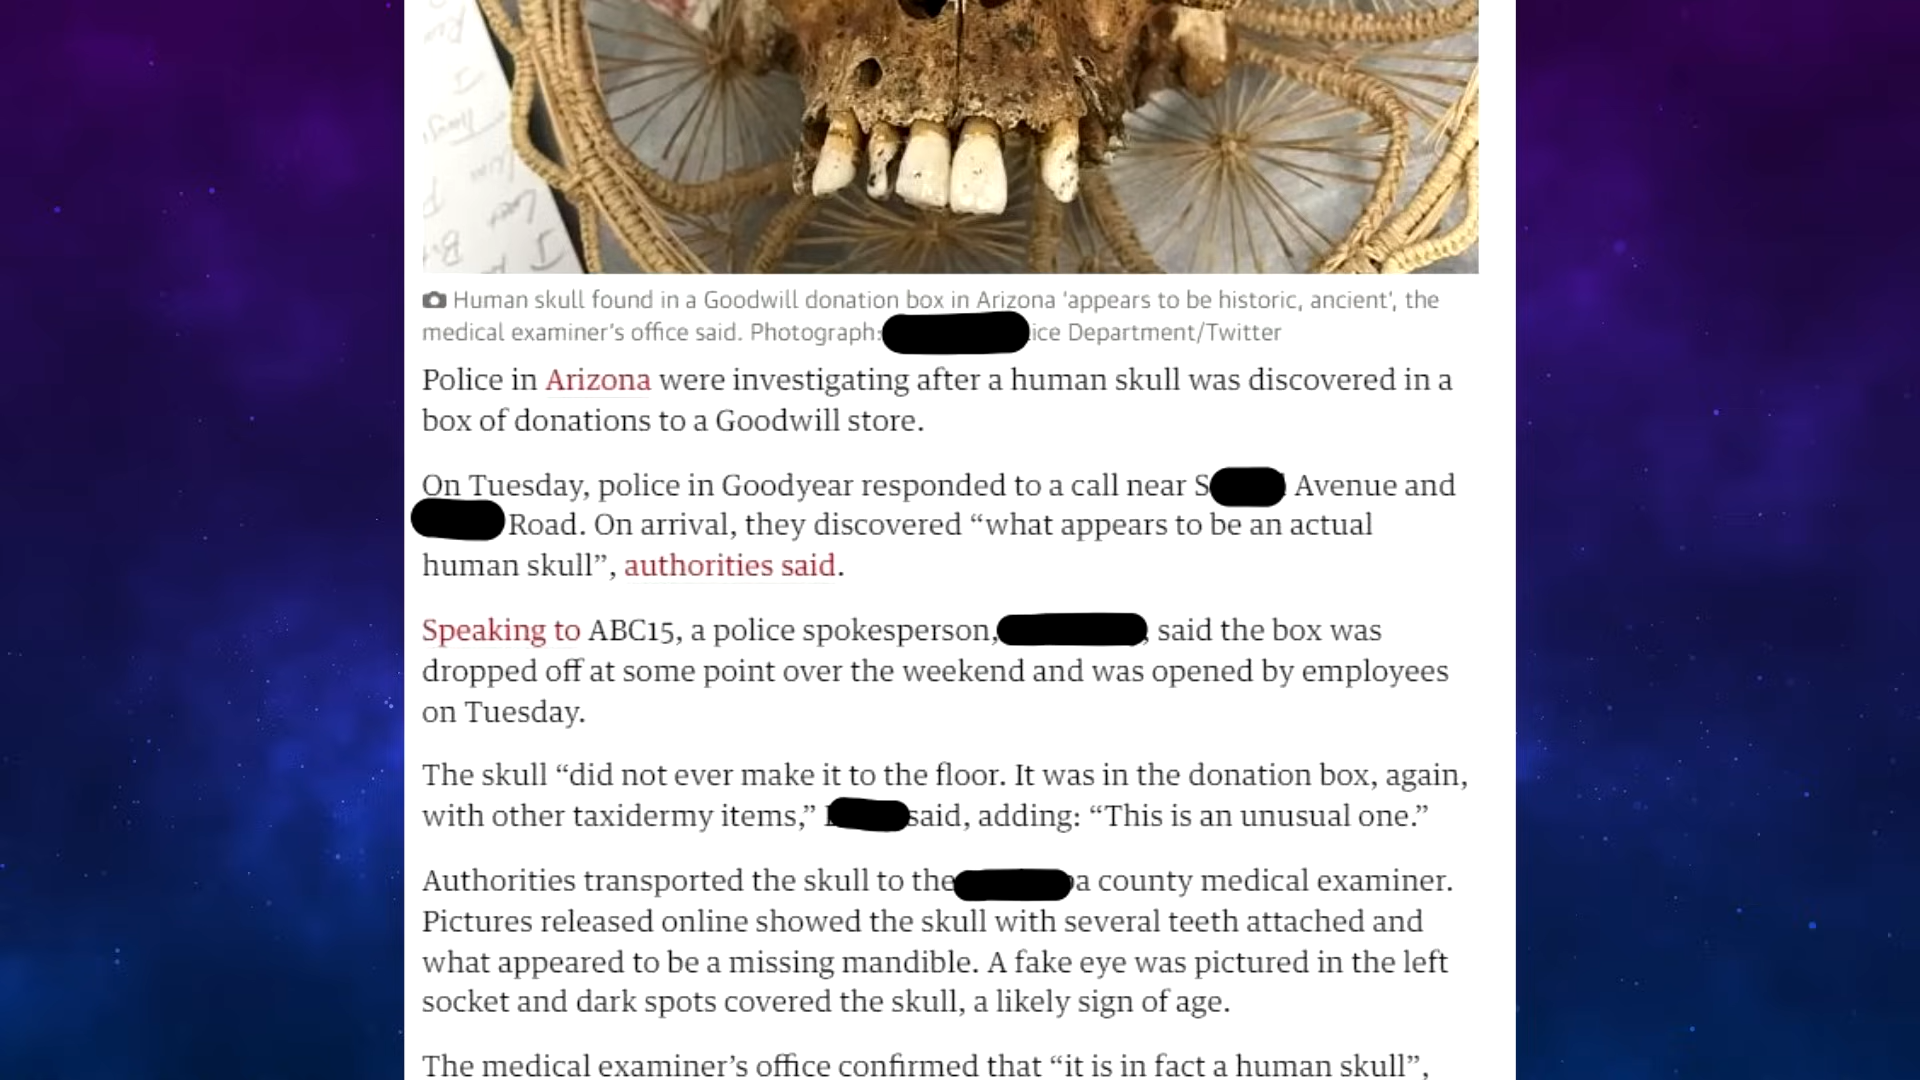 Human skull found in a Goodwill donation box in Arizona 'appears to be historic, ancient', the
medical examiner's office said. Photograph: ice Department/Twitter
Police in Arizona were investigating after a human skull was discovered in a
box of donations to a Goodwill store.
On Tuesday, police in Goodyear responded to a call near S Avenue and
Road. On arrival, they discovered “what appears to be an actual
human skull”, authorities said.
Speaking to ABC15, a police spokesperson, said the box was
dropped off at some point over the weekend and was opened by employees
on Tuesday.
The skull “did not ever make it to the floor. It was in the donation box, again,
with other taxidermy items,” said, adding: “This is an unusual one.”
Authorities transported the skull to the a county medical examiner.
Pictures released online showed the skull with several teeth attached and
what appeared to be a missing mandible. A fake eye was pictured in the left
socket and dark spots covered the skull, a likely sign of age.
The medical examiner’s office confirmed that “it is in fact a human skull”,